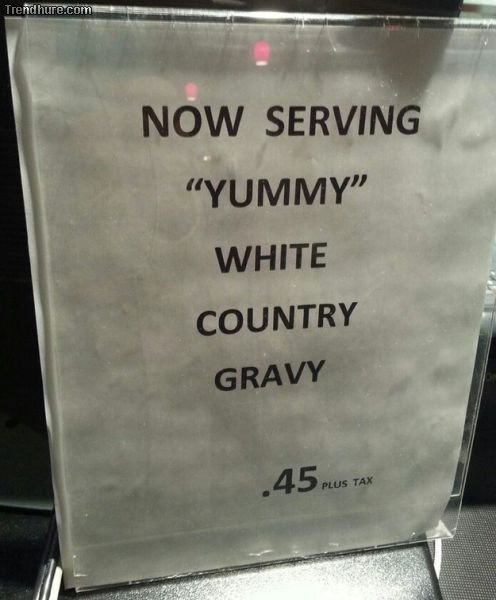 Trendhure.com
NOW SERVING
“YUMMY”
WHITE
COUNTRY
GRAVY
.45 PLUS TAX